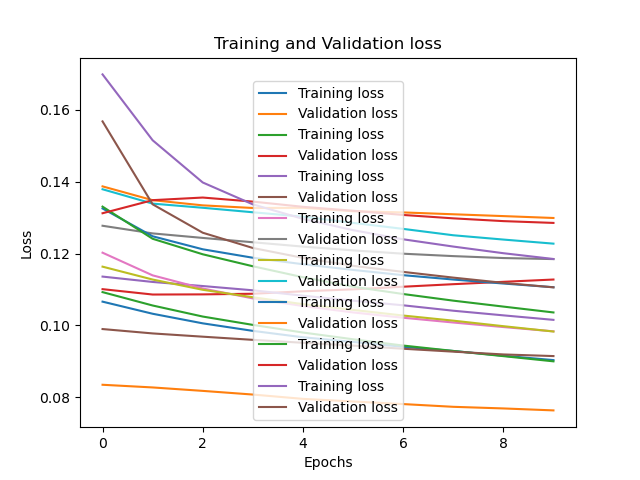 Training and Validation loss
Loss
0.16
0.14
0.12
0.10
0.08
Training loss
Validation loss
Training loss
Validation loss
Training loss
Validation loss
Training loss
Validation loss
Training loss
Validation loss
Training loss
Validation loss
Training loss
Validation loss
Training loss
Validation loss
0 2 4 6 8
Epochs